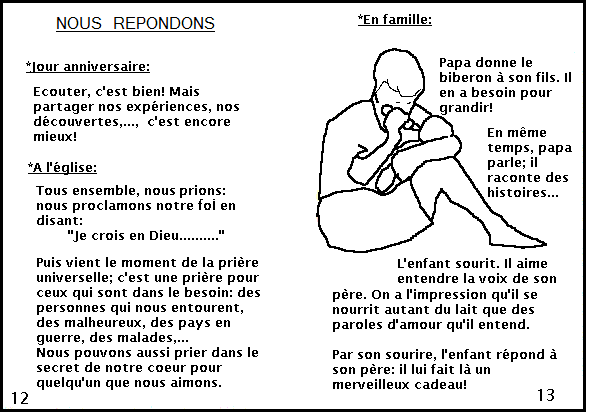 NOUS REPONDONS
*Jour anniversaire:
Ecouter, c'est bien! Mais
partager nos expériences, nos
découvertes,..., c'est encore
mieux!
*A l'église:
Tous ensemble, nous prions:
nous proclamons notre foi en
disant:
"Je crois en Dieu.........."
Puis vient le moment de la prière
universelle; c'est une prière pour
ceux qui sont dans le besoin: des
personnes qui nous entourent,
des malheureux, des pays en
guerre, des malades,...
Nous pouvons aussi prier dans le
secret de notre coeur pour
quelqu'un que nous aimons.
12
*En famille:
Papa donne le
biberon à son fils. Il
en a besoin pour
grandir!
En même
temps, papa
parle; il
raconte des
histoires...
L'enfant sourit. Il aime
entendre la voix de son
père. On a l'impression qu'il se
nourrit autant du lait que des
paroles d'amour qu'il entend.
Par son sourire, l'enfant répond à
son père: il lui fait là un
merveilleux cadeau!
13